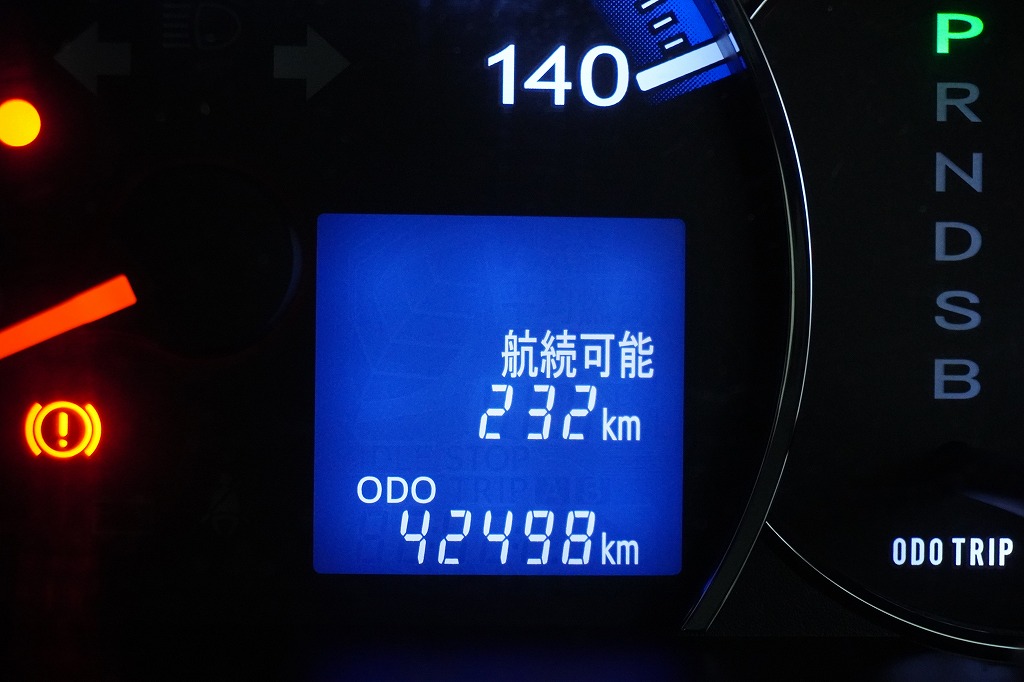 140
航続可能
232km
ODO
42498km
P
R
N
D
S
B
ODO TRIP